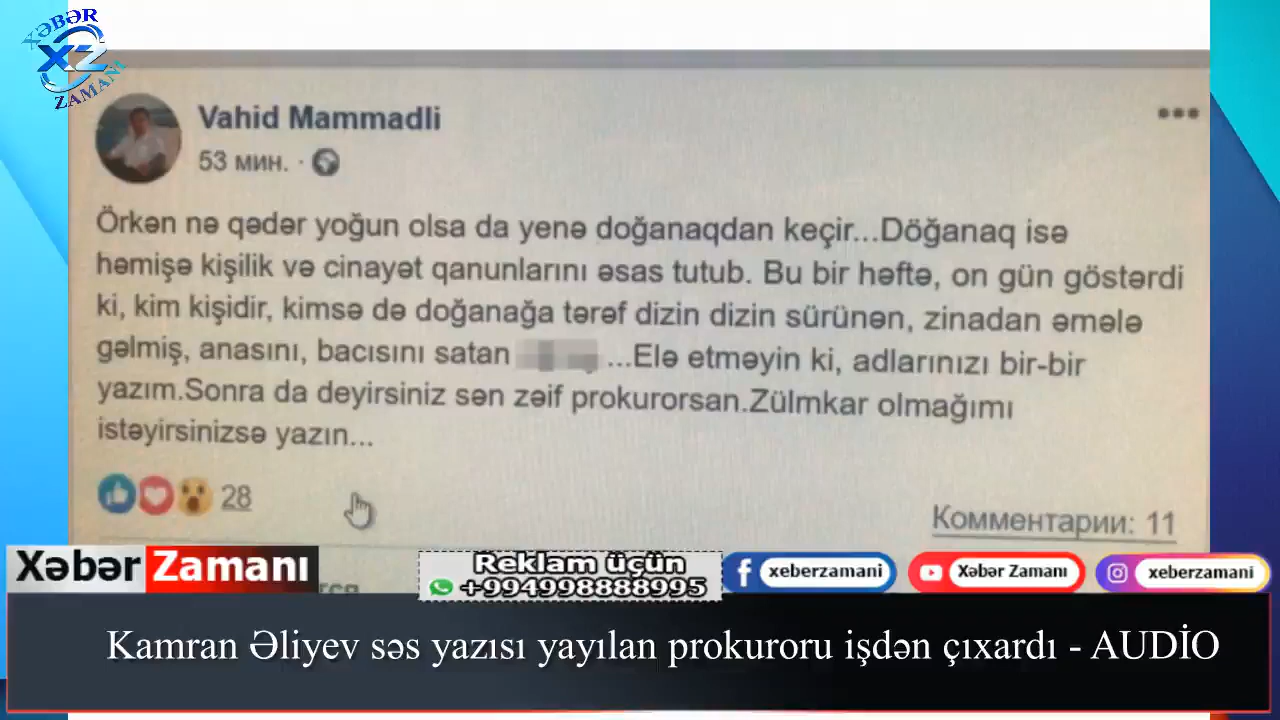 XƏBƏR
XZ
ZAMANI
Vahid Mammadli
53 мин. ·
Örkən nə qədər yoğun olsa da yenə doğanaqdan keçir...Döğanaq isə
həmişə kişilik və cinayət qanunlarını əsas tutub. Bu bir həftə, on gün göstərdi
ki, kim kişidir, kimsə də doğanağa tərəf dizin dizin sürünən, zinadan əmələ
gəlmiş, anasını, bacısını satan ...Elə etməyin ki, adlarınızı bir-bir
yazım.Sonra da deyirsiniz sən zəif prokurorsan.Zülmkar olmağımı
istəyirsinizsə yazın...
28
Комментарии: 11
Xəbər Zamanı
Reklam üçün
+994998888995
xeberzamani
Xəbər Zamanı
xeberzamani
Kamran Əliyev səs yazısı yayılan prokuroru işdən çıxardı - AUDİO